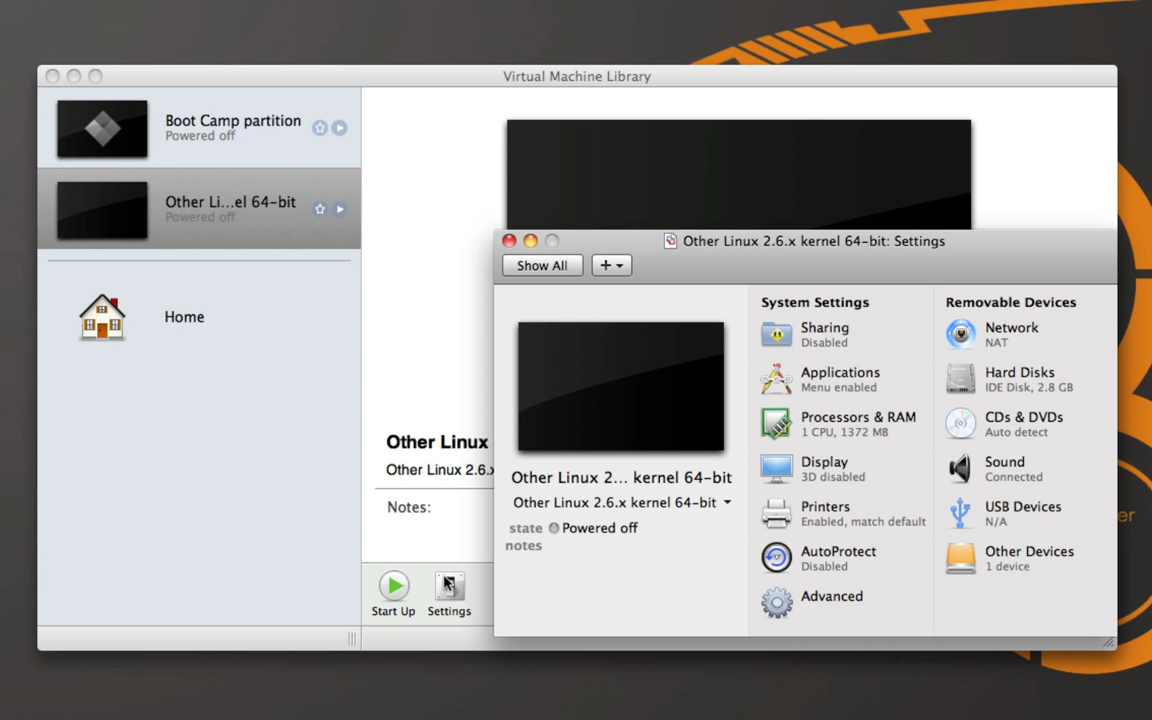 Virtual Machine Library
Boot Camp partition
Powered off
Other Li...el 64-bit
Powered off
Home
Other Linux
Other Linux 2.6.x
Notes:
Start Up
Settings
Other Linux 2.6.x kernel 64-bit: Settings
Show All
Other Linux 2... kernel 64-bit
Other Linux 2.6.x kernel 64-bit
state Powered off
notes
System Settings
Sharing
Disabled
Applications
Menu enabled
Processors & RAM
1 CPU, 1372 MB
Display
3D disabled
Printers
Enabled, match default
AutoProtect
Disabled
Advanced
Removable Devices
Network
NAT
Hard Disks
IDE Disk, 2.8 GB
CDs & DVDs
Auto detect
Sound
Connected
USB Devices
N/A
Other Devices
1 device
er